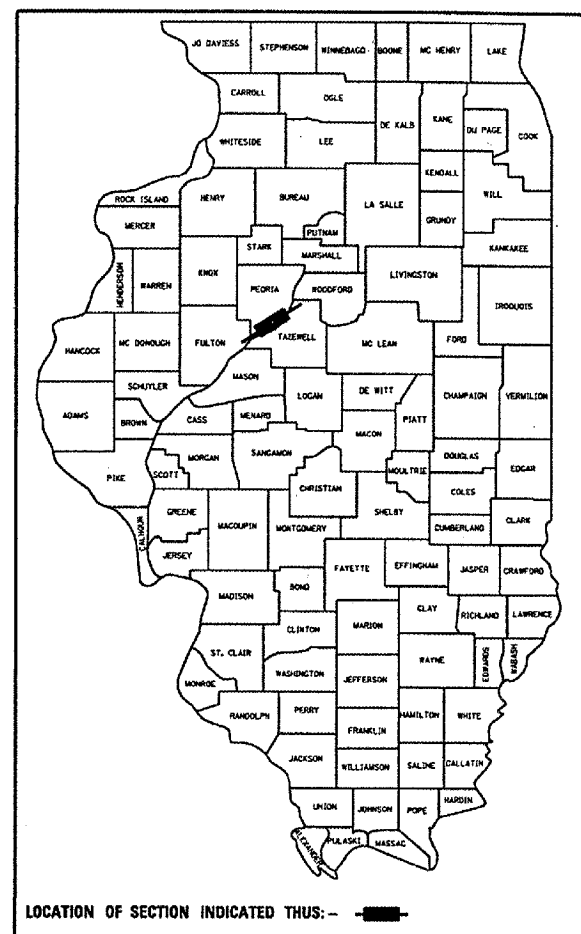 JO DAVIESS STEPHENSON WINNEBAGO BOONE MC HENRY LAKE
CARROLL OGLE DE KALB KANE DU PAGE COOK
WHITESIDE LEE
KENDALL WILL
ROCK ISLAND HENRY BUREAU LA SALLE GRUNDY
MERCER PUTNAM
STARK MARSHALL KANKAKEE
HENDERSON WARREN KNOX PEORIA WOODFORD LIVINGSTON IROQUOIS
HANCOCK MC DONOUGH FULTON TAZEWELL MC LEAN FORD
SCHUYLER MASON LOGAN DE WITT CHAMPAIGN VERMILION
ADAMS BROWN CASS MENARD PIATT
MACON
PIKE SCOTT MORGAN SANGAMON MOULTRIE DOUGLAS EDGAR
CHRISTIAN COLES
CALHOUN GREENE MACOUPIN MONTGOMERY SHELBY CUMBERLAND CLARK
JERSEY
FAYETTE EFFINGHAM JASPER CRAWFORD
MADISON BOND
CLAY RICHLAND LAWRENCE
CLINTON MARION
ST. CLAIR WAYNE EDWARDS WABASH
WASHINGTON JEFFERSON
MONROE
RANDOLPH PERRY HAMILTON WHITE
FRANKLIN
JACKSON WILLIAMSON SALINE GALLATIN
UNION JOHNSON POPE HARDIN
ALEXANDER PULASKI MASSAC
LOCATION OF SECTION INDICATED THUS: -